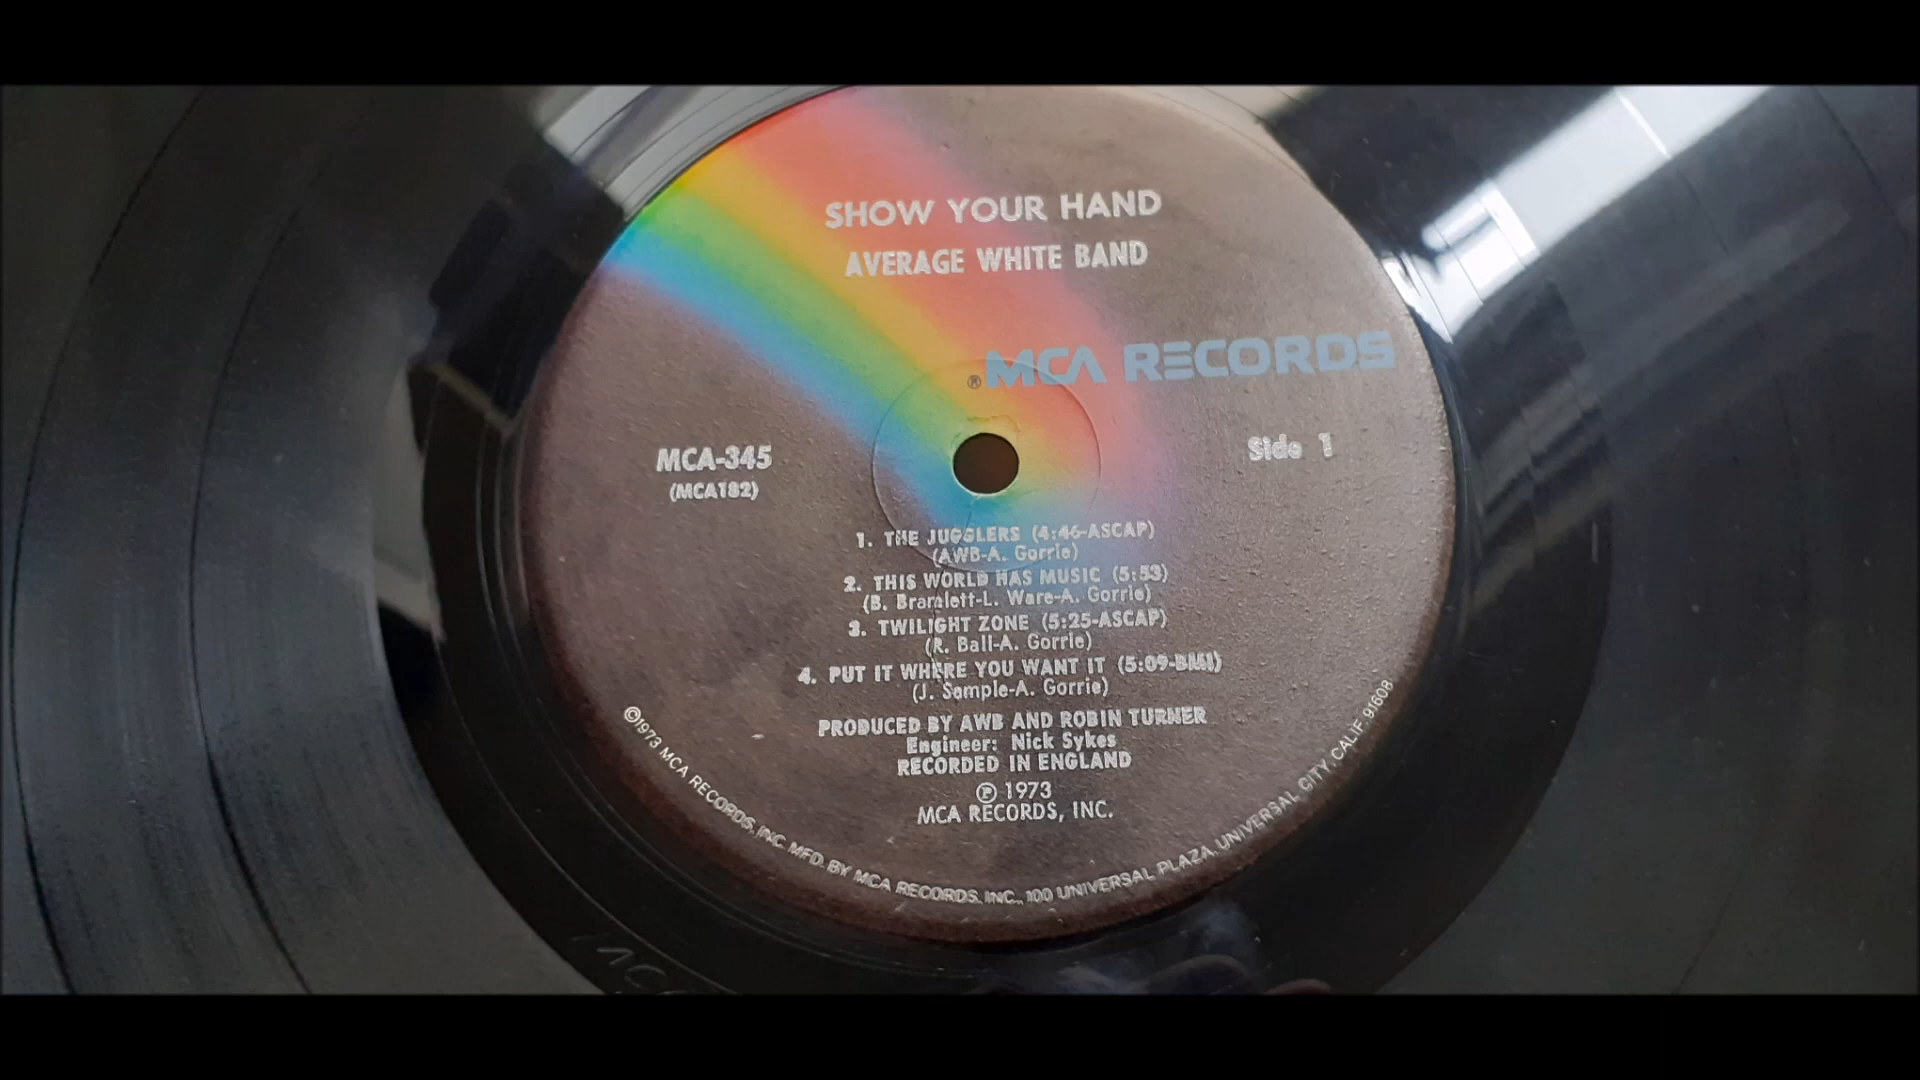 SHOW YOUR HAND
AVERAGE WHITE BAND
® MCA RECORDS
MCA-345
(MCA182)
Side 1
1. THE JUGGLERS (4:46-ASCAP)
(AWB-A. Gorrie)
2. THIS WORLD HAS MUSIC (5:53)
(B. Bramlett-L. Ware-A. Gorrie)
3. TWILIGHT ZONE (5:25-ASCAP)
(R. Ball-A. Gorrie)
4. PUT IT WHERE YOU WANT IT (5:09-BMI)
(J. Sample-A. Gorrie)
PRODUCED BY AWB AND ROBIN TURNER
Engineer: Nick Sykes
RECORDED IN ENGLAND
℗ 1973
MCA RECORDS, INC.
©1973 MCA RECORDS, INC. MFD. BY MCA RECORDS, INC., 100 UNIVERSAL PLAZA, UNIVERSAL CITY, CALIF. 91608